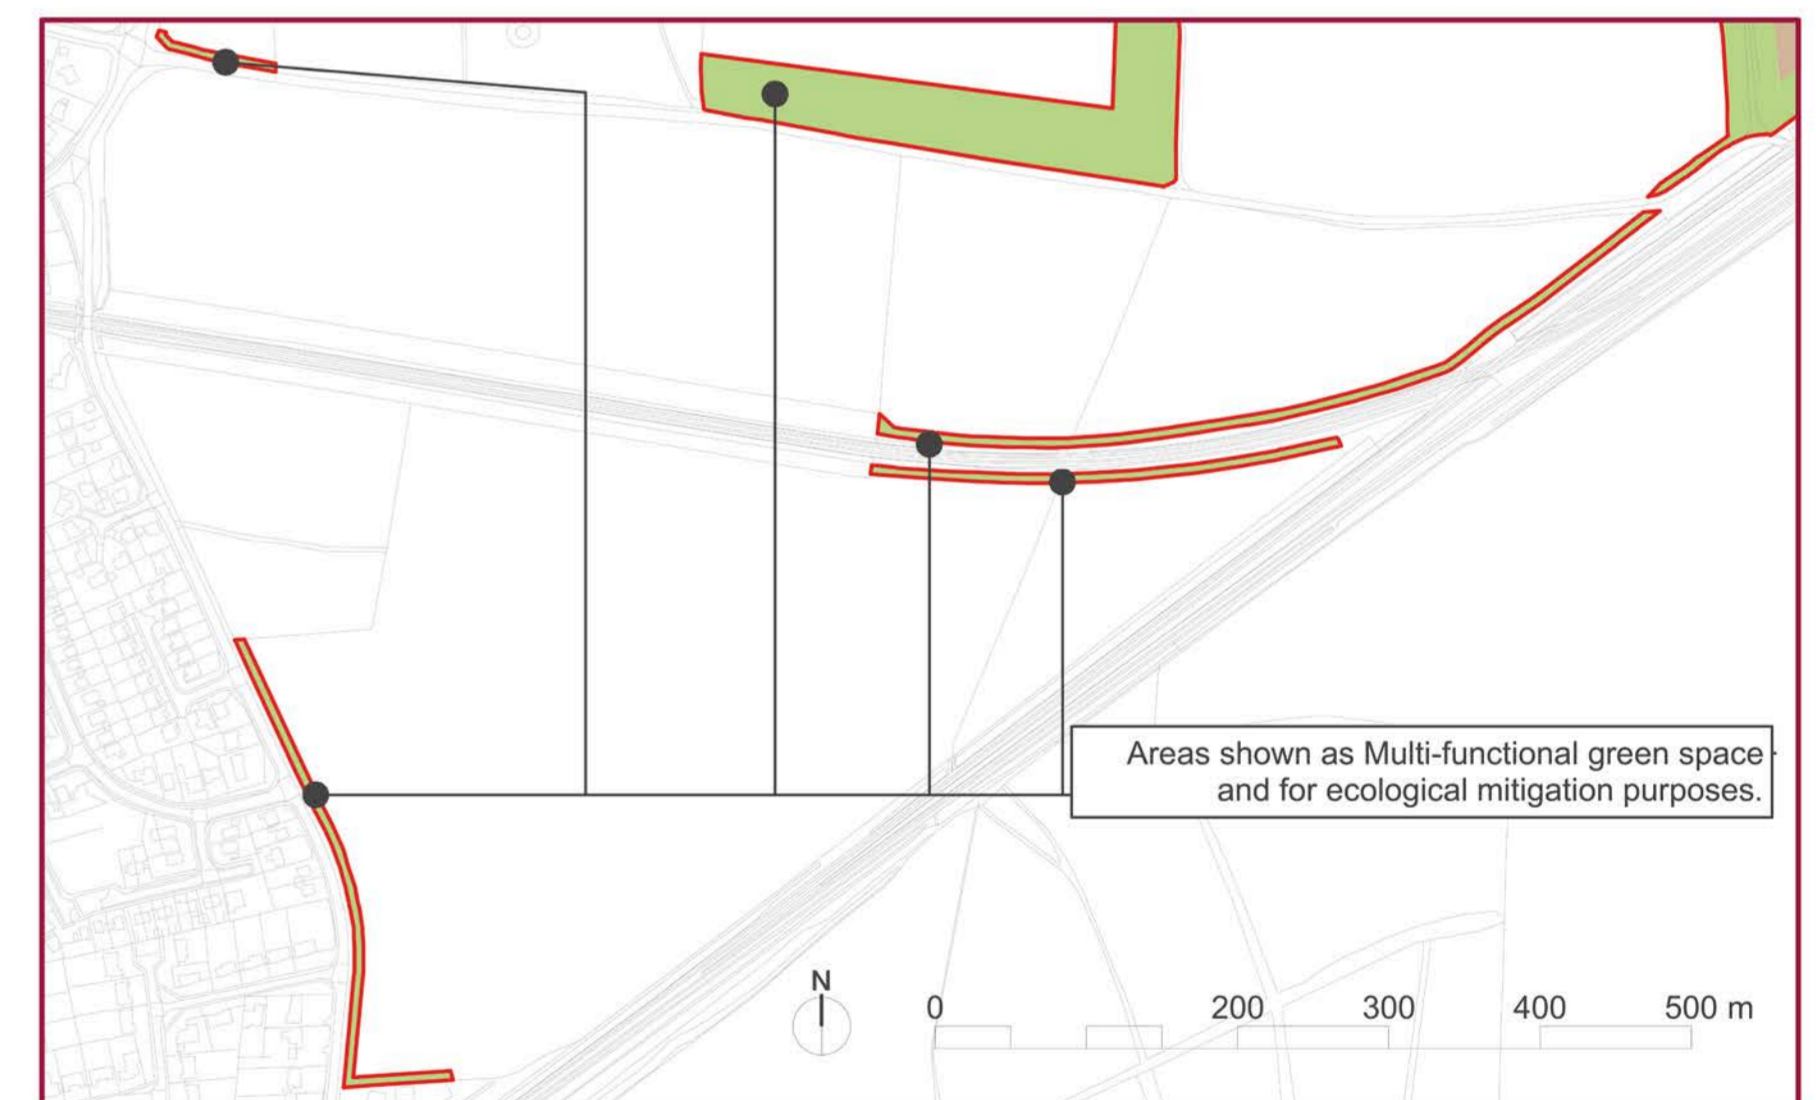 Areas shown as Multi-functional green space
and for ecological mitigation purposes.
N
0 200 300 400 500 m